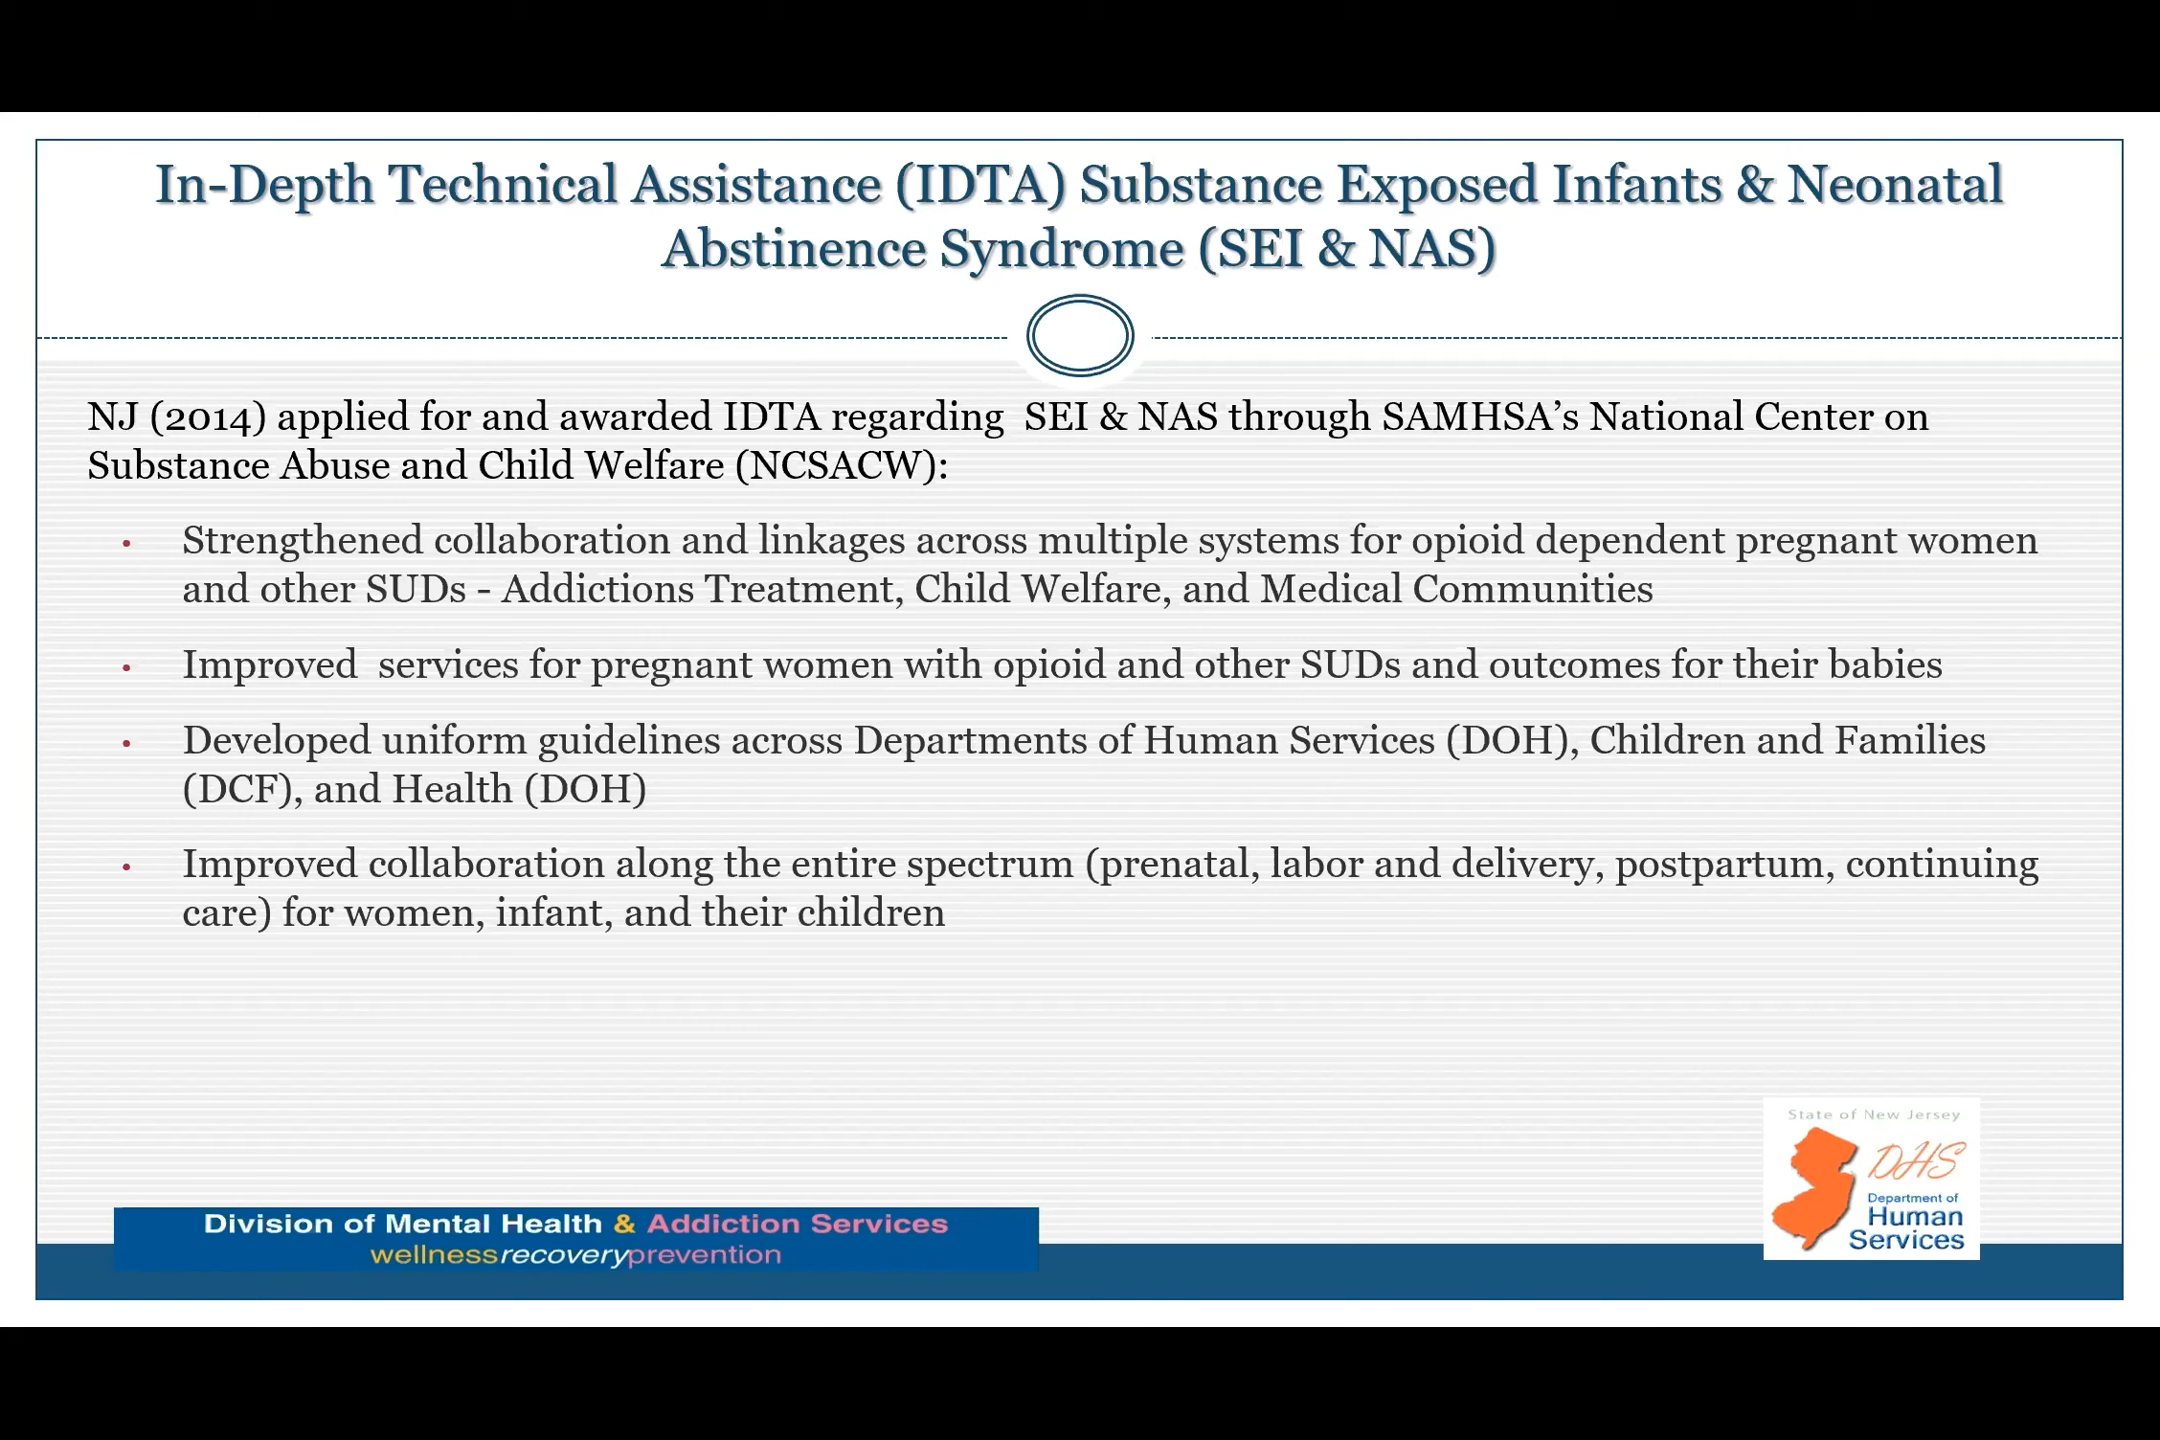 In-Depth Technical Assistance (IDTA) Substance Exposed Infants & Neonatal
Abstinence Syndrome (SEI & NAS)
NJ (2014) applied for and awarded IDTA regarding  SEI & NAS through SAMHSA's National Center on
Substance Abuse and Child Welfare (NCSACW):
• Strengthened collaboration and linkages across multiple systems for opioid dependent pregnant women
and other SUDs - Addictions Treatment, Child Welfare, and Medical Communities
• Improved  services for pregnant women with opioid and other SUDs and outcomes for their babies
• Developed uniform guidelines across Departments of Human Services (DOH), Children and Families
(DCF), and Health (DOH)
• Improved collaboration along the entire spectrum (prenatal, labor and delivery, postpartum, continuing
care) for women, infant, and their children
Division of Mental Health & Addiction Services
wellnessrecoveryprevention
State of New Jersey
DHS
Department of
Human
Services